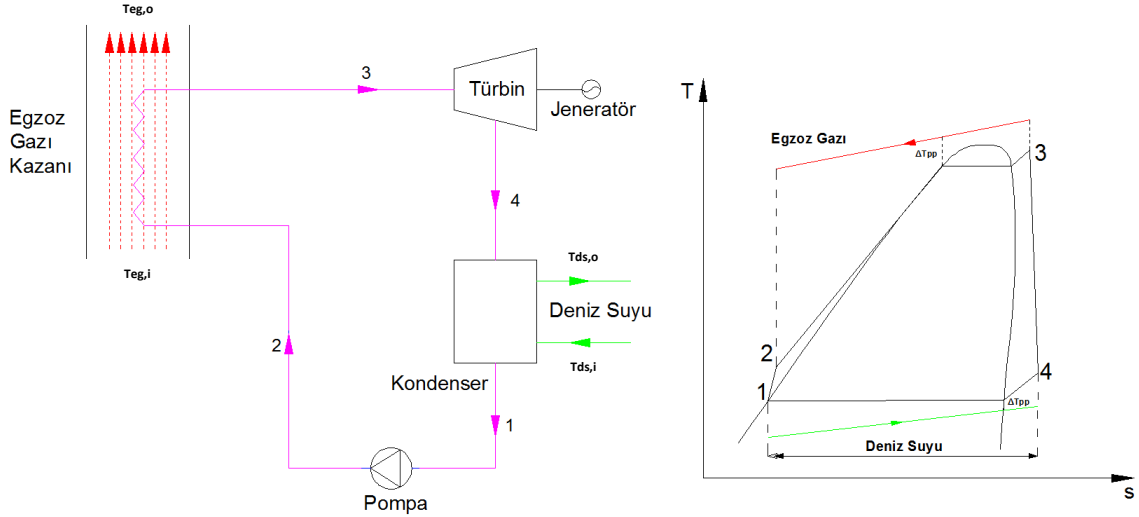 Teg,o
Egzoz
Gazı
Kazanı
Teg,i
3
Türbin
Jeneratör
4
Tds,o
Deniz Suyu
Tds,i
Kondenser
2
1
Pompa
T
Egzoz Gazı
ΔTpp
3
2
1
4
ΔTpp
Deniz Suyu
s